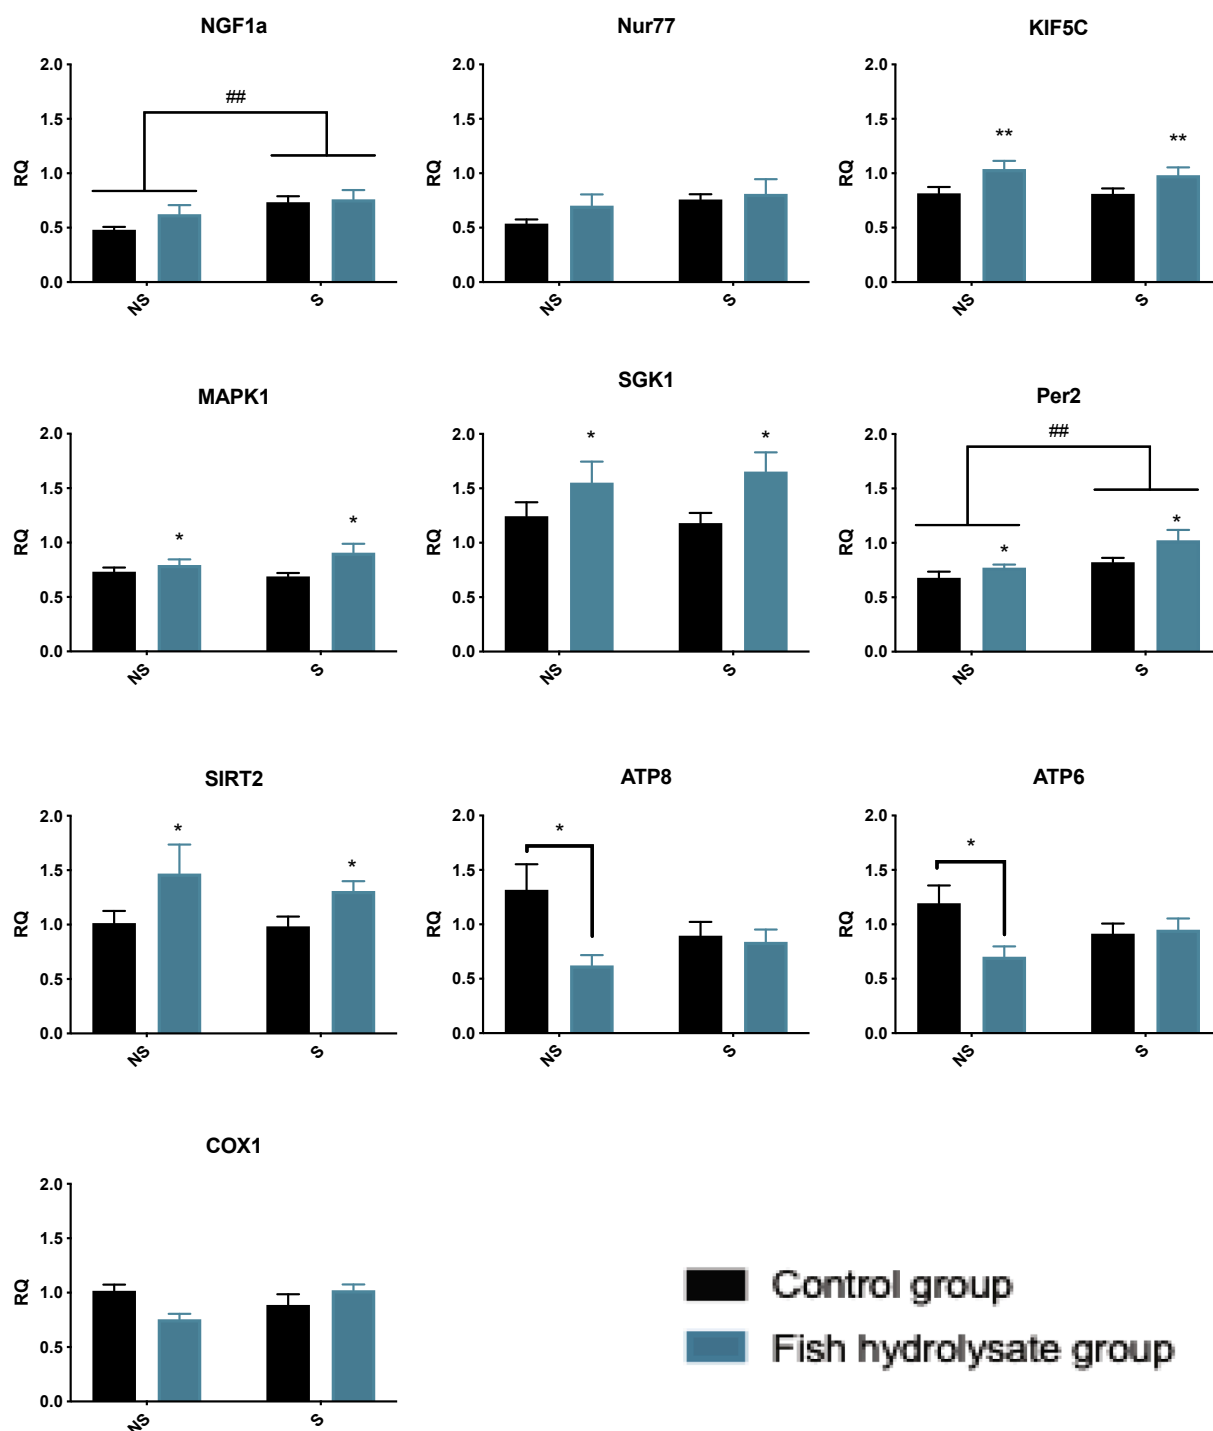 NGF1a
2.0
1.5
1.0
0.5
0.0
RQ
##
NS
S
Nur77
2.0
1.5
1.0
0.5
0.0
RQ
NS
S
KIF5C
2.0
1.5
1.0
0.5
0.0
RQ
**
**
NS
S
MAPK1
2.0
1.5
1.0
0.5
0.0
RQ
*
*
NS
S
SGK1
2.0
1.5
1.0
0.5
0.0
RQ
*
*
NS
S
Per2
2.0
1.5
1.0
0.5
0.0
RQ
##
*
*
NS
S
SIRT2
2.0
1.5
1.0
0.5
0.0
RQ
*
*
NS
S
ATP8
2.0
1.5
1.0
0.5
0.0
RQ
*
NS
S
ATP6
2.0
1.5
1.0
0.5
0.0
RQ
*
NS
S
COX1
2.0
1.5
1.0
0.5
0.0
RQ
NS
S
Control group
Fish hydrolysate group